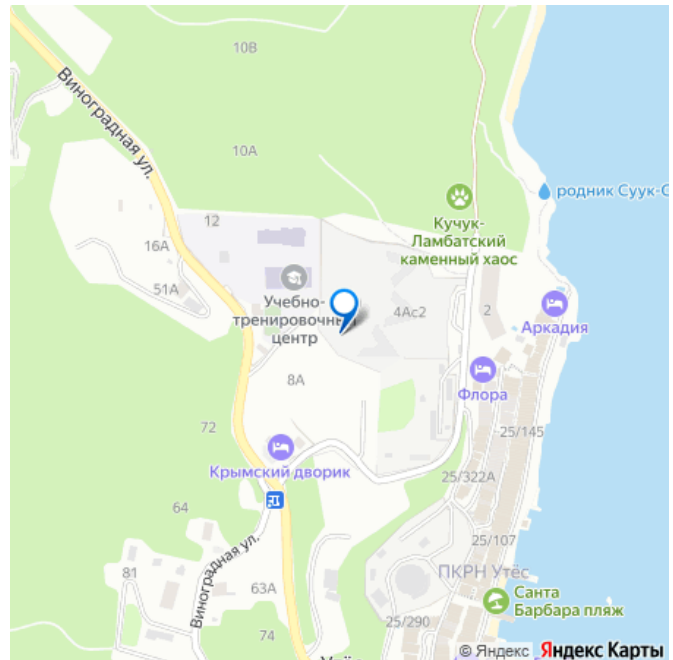 10В
Виноградная ул.
10А
родник Суук-С
12
Кучук-
Ламбатский
каменный хаос
16А
51А
Учебно-
тренировочный
центр
4Ас2
2
Аркадия
8А
Флора
72
25/145
Крымский дворик
25/322А
64
25/107
Виноградная ул.
ПКРН Утёс
81
63А
Санта
Барбара пляж
74
25/290
© Яндекс Яндекс Карты